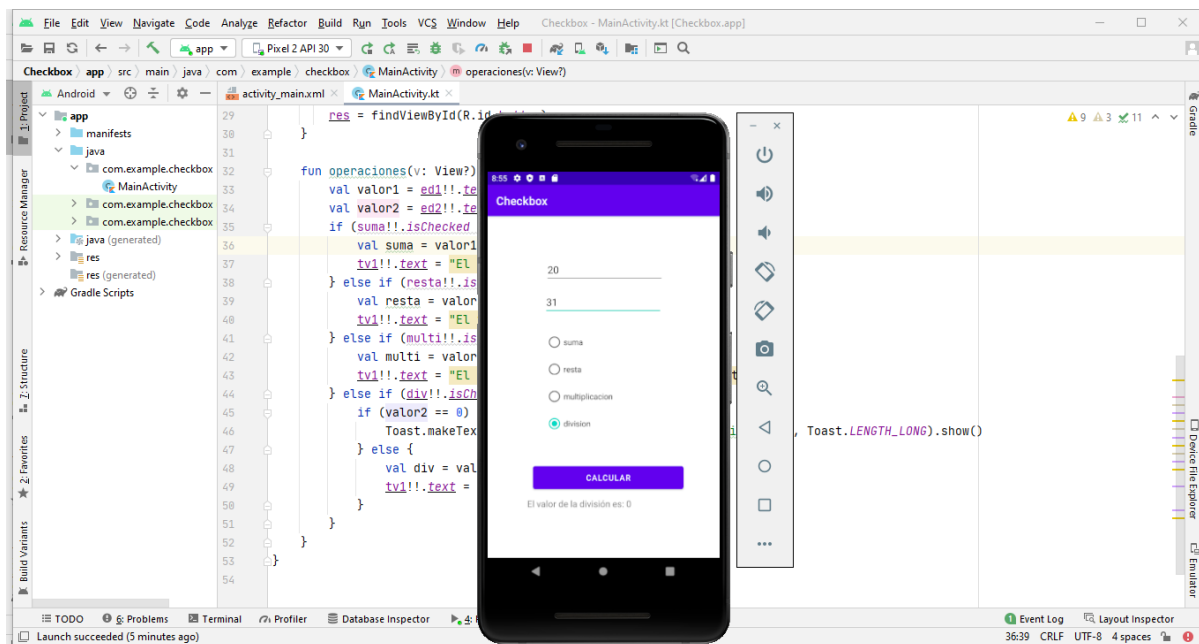 File Edit View Navigate Code Analyze Refactor Build Run Tools VCS Window Help Checkbox - MainActivity.kt [Checkbox.app]
app Pixel 2 API 30
Checkbox app src main java com example checkbox MainActivity operaciones(v: View?)
Android activity_main.xml MainActivity.kt
1: Project
Resource Manager
7: Structure
2: Favorites
Build Variants
app
manifests
java
com.example.checkbox
MainActivity
com.example.checkbox
com.example.checkbox
java (generated)
res
res (generated)
Gradle Scripts
29 res = findViewById(R.id
30 }
31
32 fun operaciones(v: View?)
33 val valor1 = ed1!!.te
34 val valor2 = ed2!!.te
35 if (suma!!.isChecked
36 val suma = valor1
37 tv1!!.text = "El
38 } else if (resta!!.is
39 val resta = valor
40 tv1!!.text = "El
41 } else if (multi!!.is
42 val multi = valor
43 tv1!!.text = "El
44 } else if (div!!.isCh
45 if (valor2 == 0)
46 Toast.makeTex , Toast.LENGTH_LONG).show()
47 } else {
48 val div = val
49 tv1!!.text =
50 }
51 }
52 }
53 }
54
9 3 11
8:55
Checkbox
20
31
suma
resta
multiplicacion
division
CALCULAR
El valor de la división es: 0
Gradle
Device File Explorer
Emulator
TODO 6: Problems Terminal Profiler Database Inspector 4: Event Log Layout Inspector
Launch succeeded (5 minutes ago) 36:39 CRLF UTF-8 4 spaces